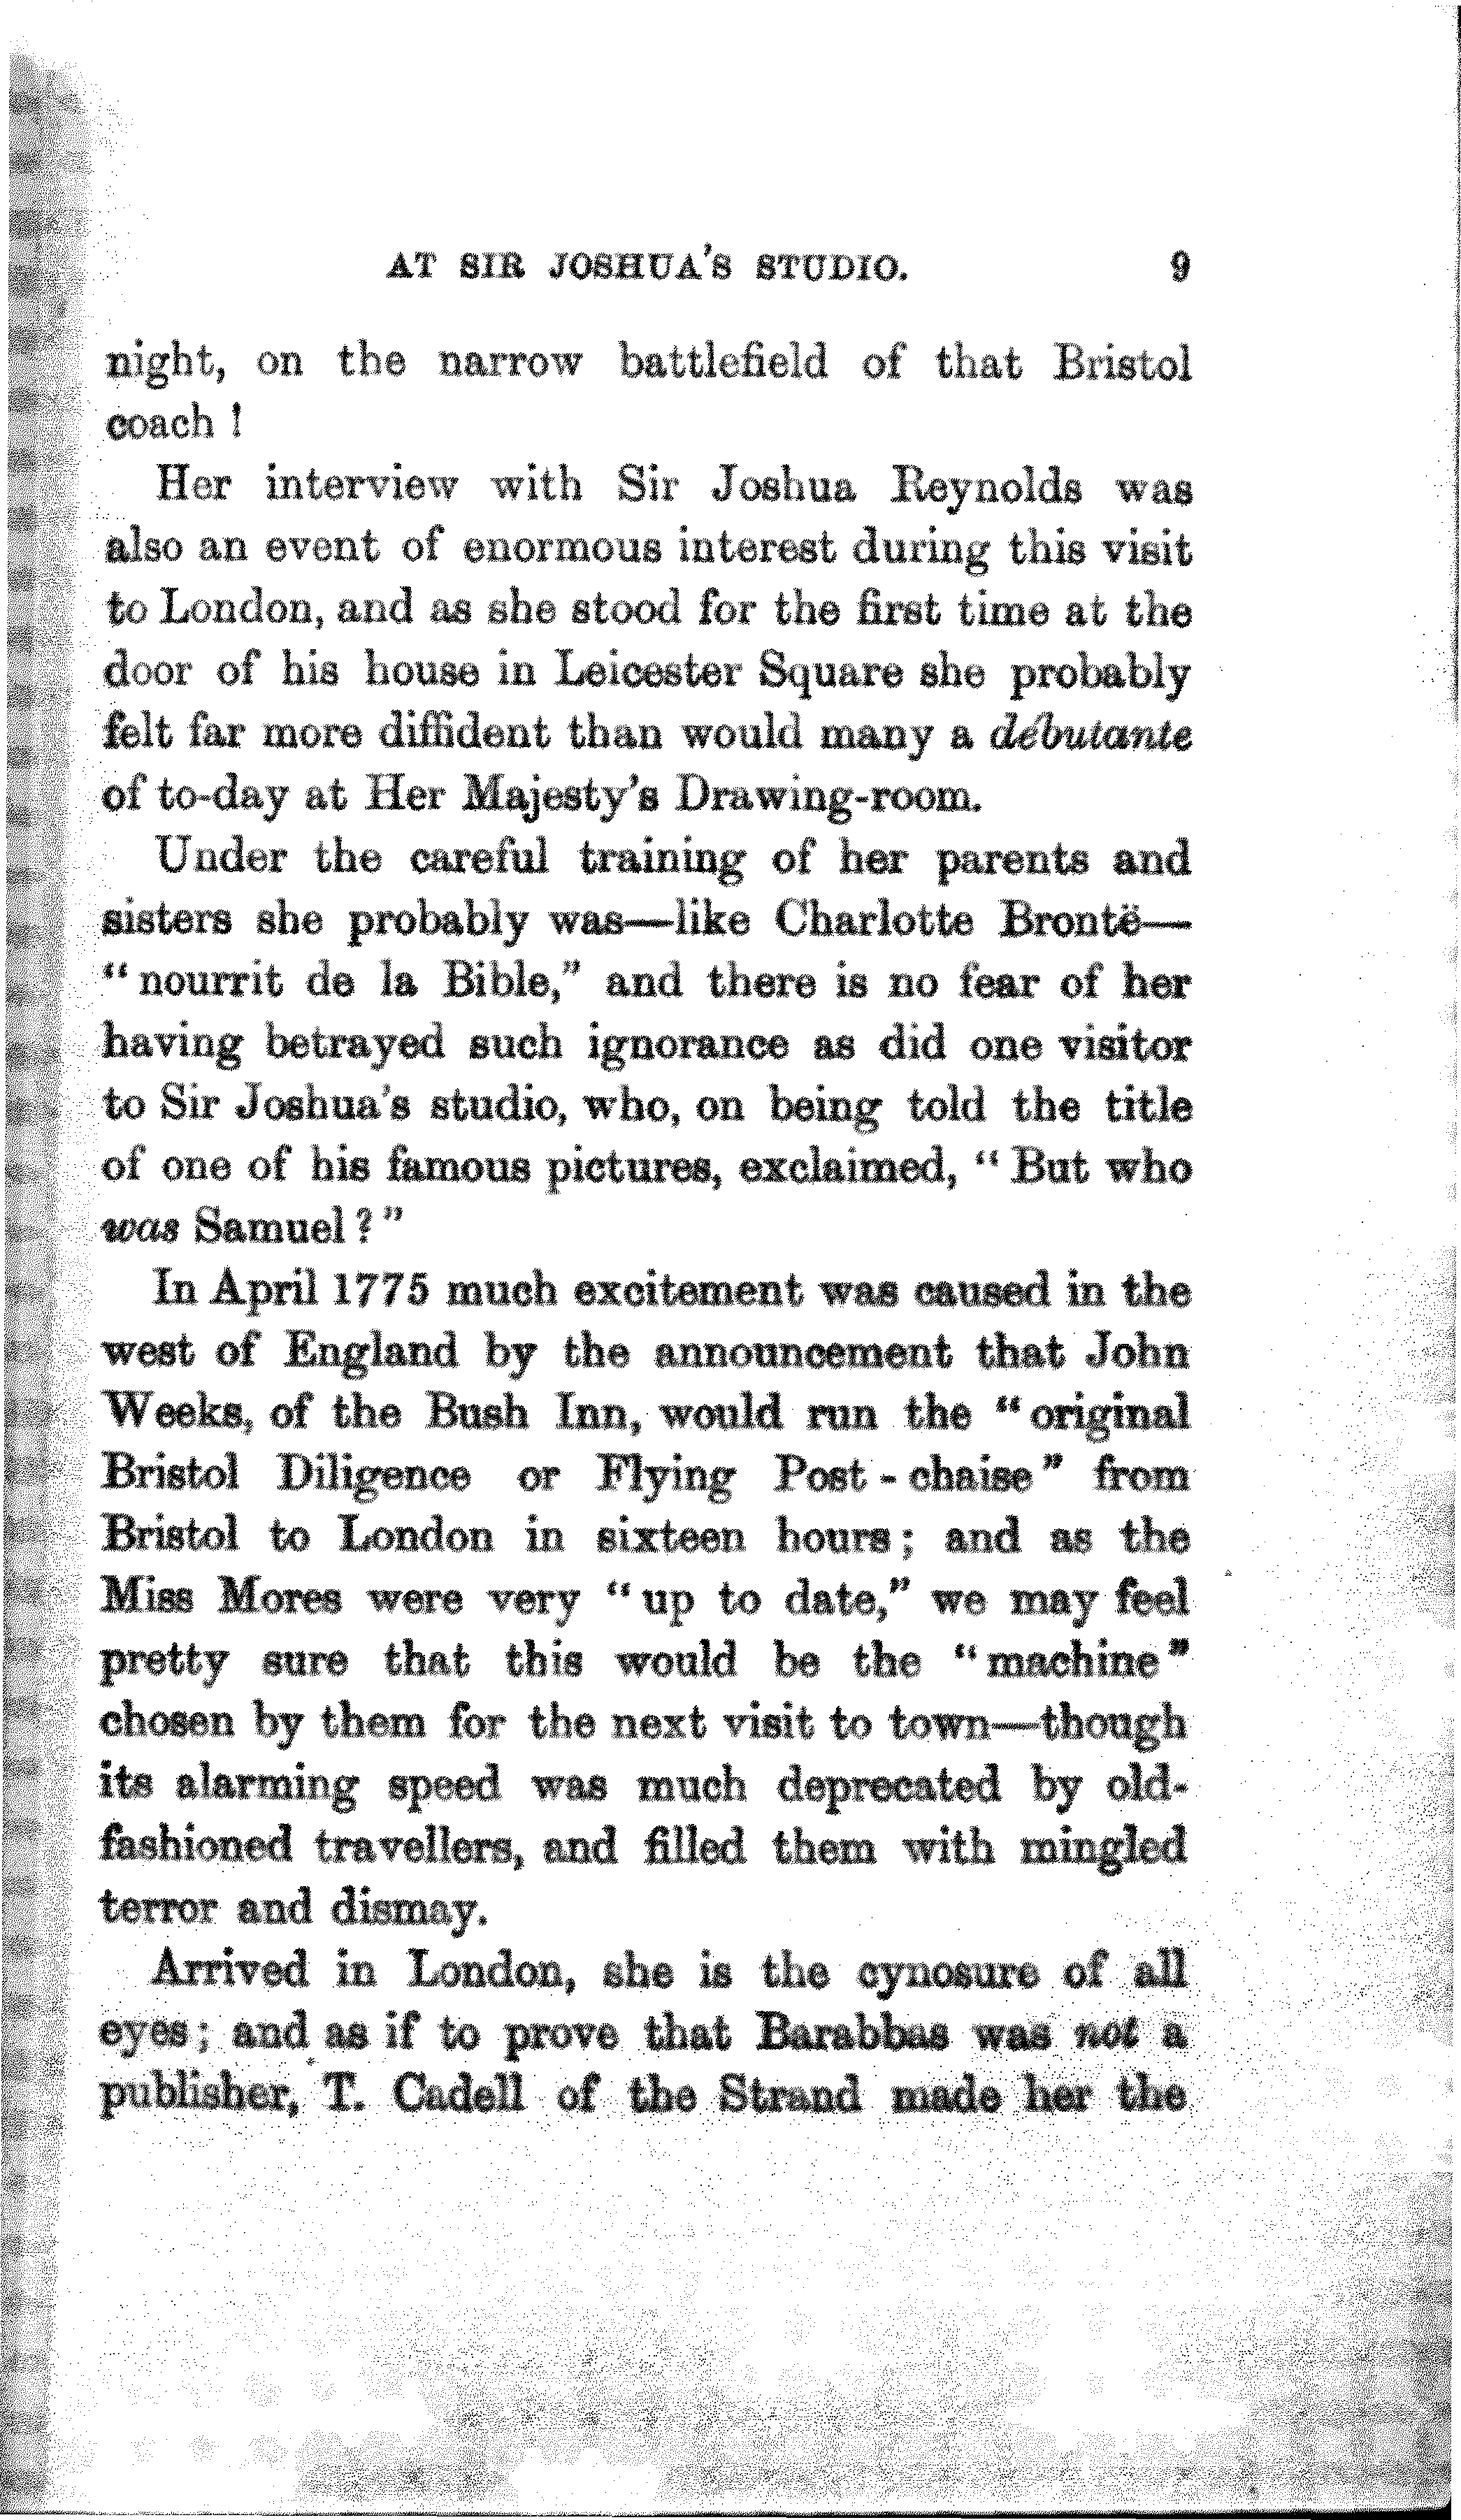 AT SIR JOSHUA'S STUDIO. 9
night, on the narrow battlefield of that Bristol
coach !
Her interview with Sir Joshua Reynolds was
also an event of enormous interest during this visit
to London, and as she stood for the first time at the
door of his house in Leicester Square she probably
felt far more diffident than would many a débutante
of to-day at Her Majesty's Drawing-room.
Under the careful training of her parents and
sisters she probably was—like Charlotte Brontë—
“nourrit de la Bible,” and there is no fear of her
having betrayed such ignorance as did one visitor
to Sir Joshua's studio, who, on being told the title
of one of his famous pictures, exclaimed, “But who
was Samuel ?”
In April 1775 much excitement was caused in the
west of England by the announcement that John
Weeks, of the Bush Inn, would run the “original
Bristol Diligence or Flying Post-chaise” from
Bristol to London in sixteen hours; and as the
Miss Mores were very “up to date,” we may feel
pretty sure that this would be the “machine”
chosen by them for the next visit to town—though
its alarming speed was much deprecated by old-
fashioned travellers, and filled them with mingled
terror and dismay.
Arrived in London, she is the cynosure of all
eyes; and as if to prove that Barabbas was not a
publisher, T. Cadell of the Strand made her the